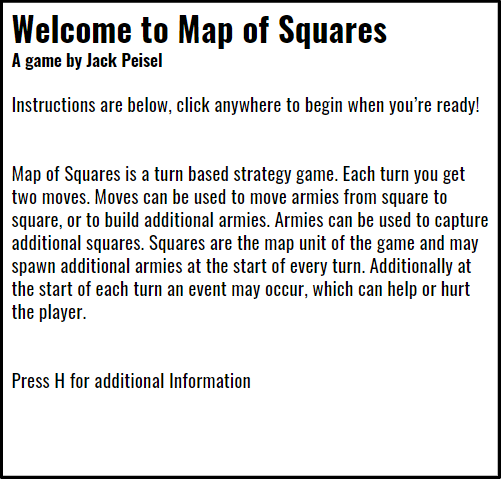 Welcome to Map of Squares
A game by Jack Peisel
Instructions are below, click anywhere to begin when you're ready!
Map of Squares is a turn based strategy game. Each turn you get
two moves. Moves can be used to move armies from square to
square, or to build additional armies. Armies can be used to capture
additional squares. Squares are the map unit of the game and may
spawn additional armies at the start of every turn. Additionally at
the start of each turn an event may occur, which can help or hurt
the player.
Press H for additional Information